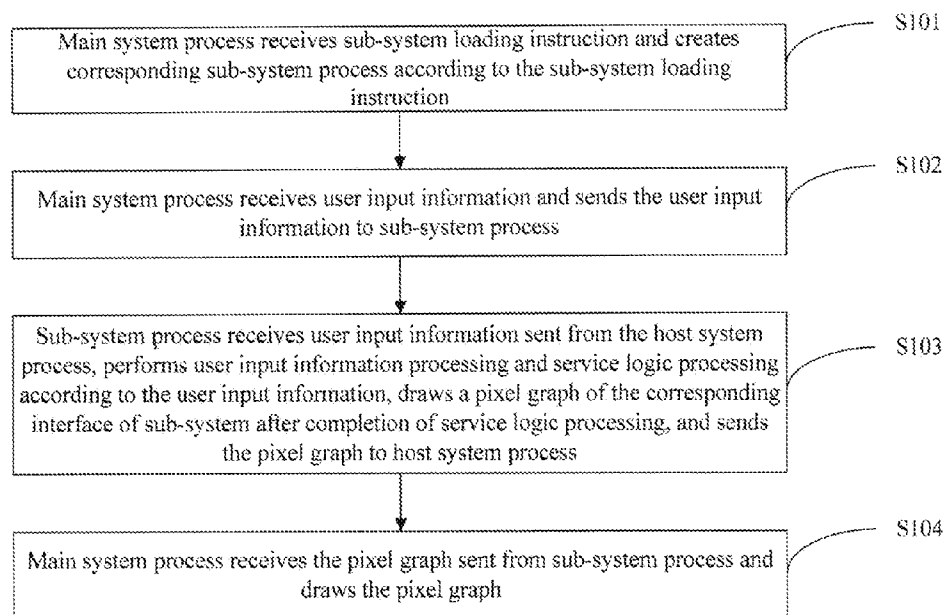 S101
Main system process receives sub-system loading instruction and creates
corresponding sub-system process according to the sub-system loading
instruction
S102
Main system process receives user input information and sends the user input
information to sub-system process
Sub-system process receives user input information sent from the host system
process, performs user input information processing and service logic processing
according to the user input information, draws a pixel graph of the corresponding
interface of sub-system after completion of service logic processing, and sends
the pixel graph to host system process
S103
S104
Main system process receives the pixel graph sent from sub-system process and
draws the pixel graph